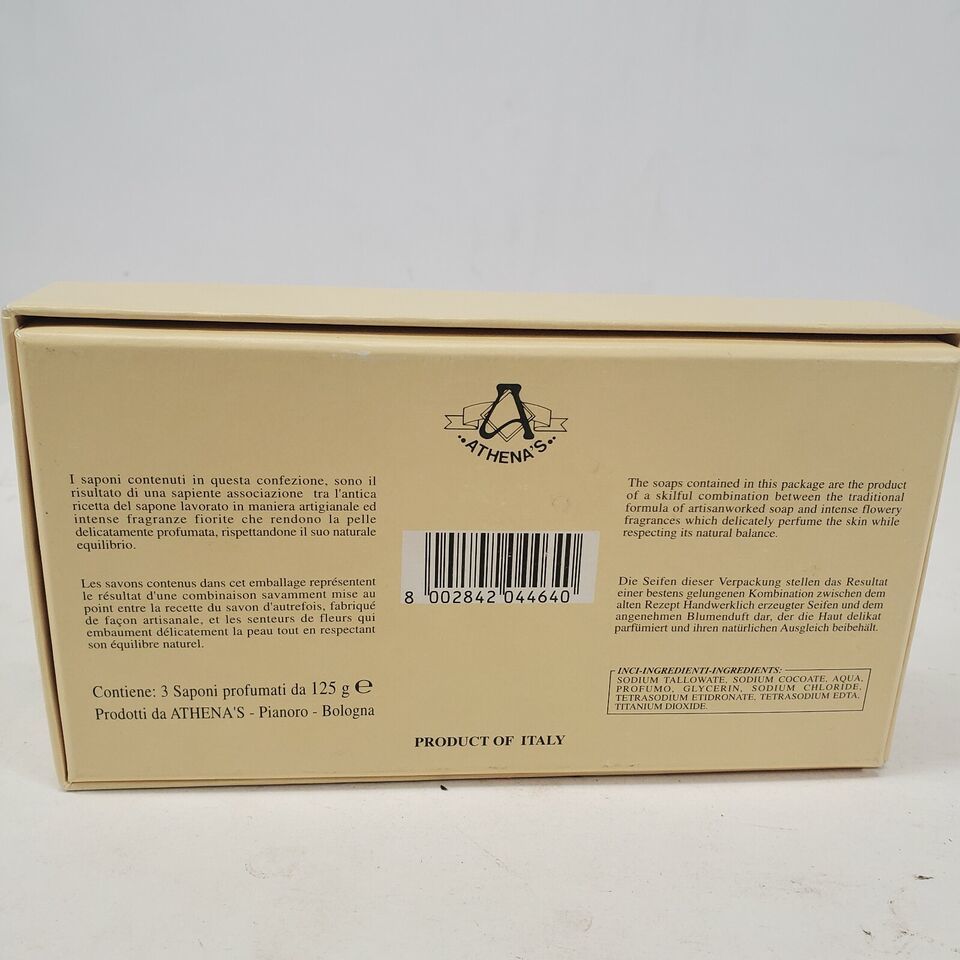 A
ATHENA'S
I saponi contenuti in questa confezione, sono il
risultato di una sapiente associazione tra l'antica
ricetta del sapone lavorato in maniera artigianale ed
intense fragranze fiorite che rendono la pelle
delicatamente profumata, rispettandone il suo naturale
equilibrio.
Les savons contenus dans cet emballage représentent
le résultat d'une combinaison savamment mise au
point entre la recette du savon d'autrefois, fabriqué
de façon artisanale, et les senteurs de fleurs qui
embaument délicatement la peau tout en respectant
son équilibre naturel.
Contiene: 3 Saponi profumati da 125 g ℮
Prodotti da ATHENA'S - Pianoro - Bologna
8 002842 044640
The soaps contained in this package are the product
of a skilful combination between the traditional
formula of artisanworked soap and intense flowery
fragrances which delicately perfume the skin while
respecting its natural balance.
Die Seifen dieser Verpackung stellen das Resultat
einer bestens gelungenen Kombination zwischen dem
alten Rezept Handwerklich erzeugter Seifen und dem
angenehmen Blumenduft dar, der die Haut delikat
parfümiert und ihren natürlichen Ausgleich beibehält.
INCI-INGREDIENTI-INGREDIENTS:
SODIUM TALLOWATE, SODIUM COCOATE, AQUA,
PROFUMO, GLYCERIN, SODIUM CHLORIDE,
TETRASODIUM ETIDRONATE, TETRASODIUM EDTA,
TITANIUM DIOXIDE.
PRODUCT OF ITALY